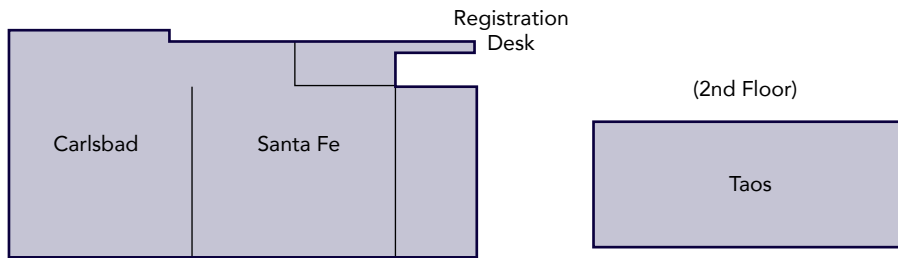 Registration
Desk
(2nd Floor)
Carlsbad
Santa Fe
Taos